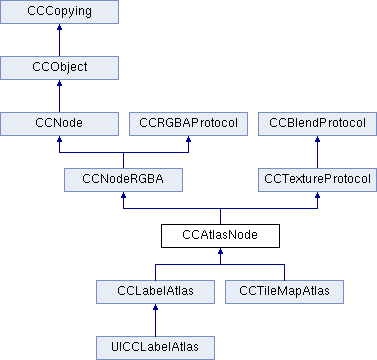 CCCopying
CCObject
CCNode
CCRGBAProtocol
CCBlendProtocol
CCNodeRGBA
CCTextureProtocol
CCAtlasNode
CCLabelAtlas
CCTileMapAtlas
UICCLabelAtlas